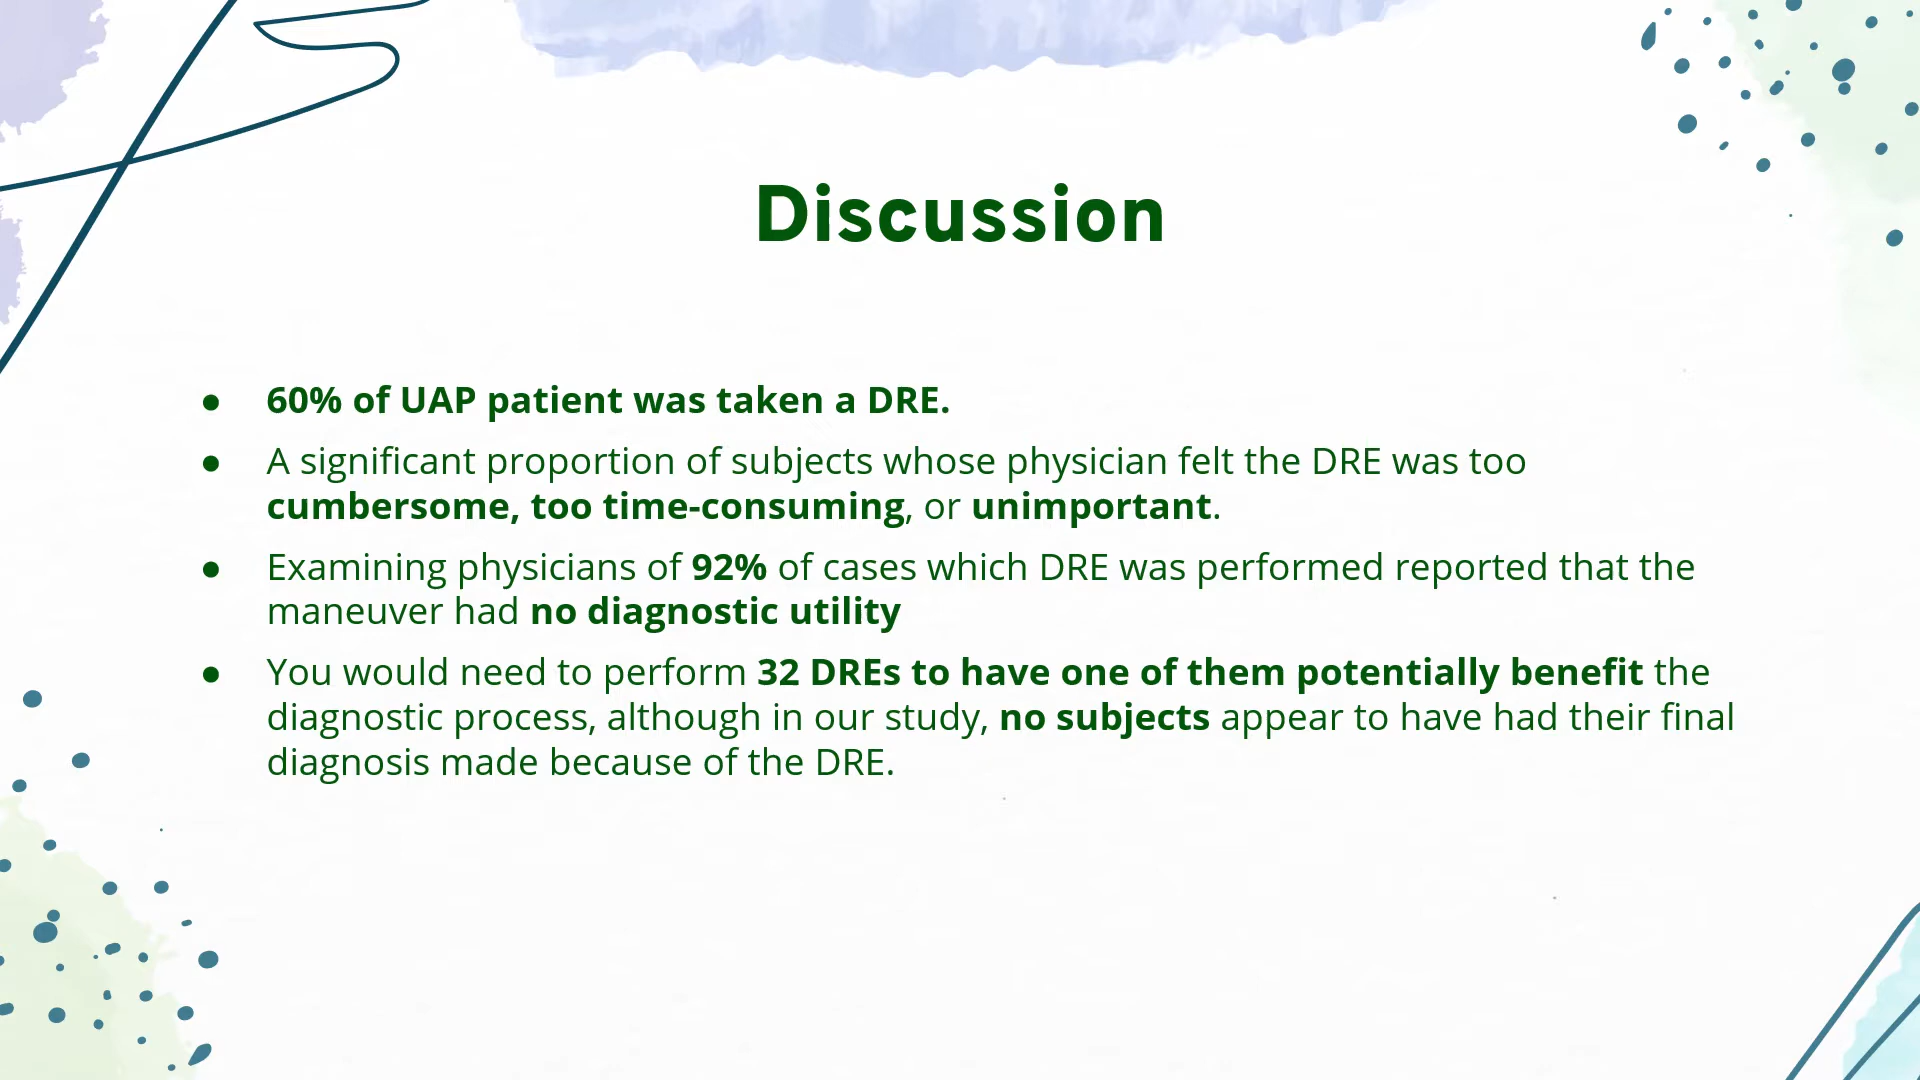 Discussion
● 60% of UAP patient was taken a DRE.
● A significant proportion of subjects whose physician felt the DRE was too
cumbersome, too time-consuming, or unimportant.
● Examining physicians of 92% of cases which DRE was performed reported that the
maneuver had no diagnostic utility
● You would need to perform 32 DREs to have one of them potentially benefit the
diagnostic process, although in our study, no subjects appear to have had their final
diagnosis made because of the DRE.